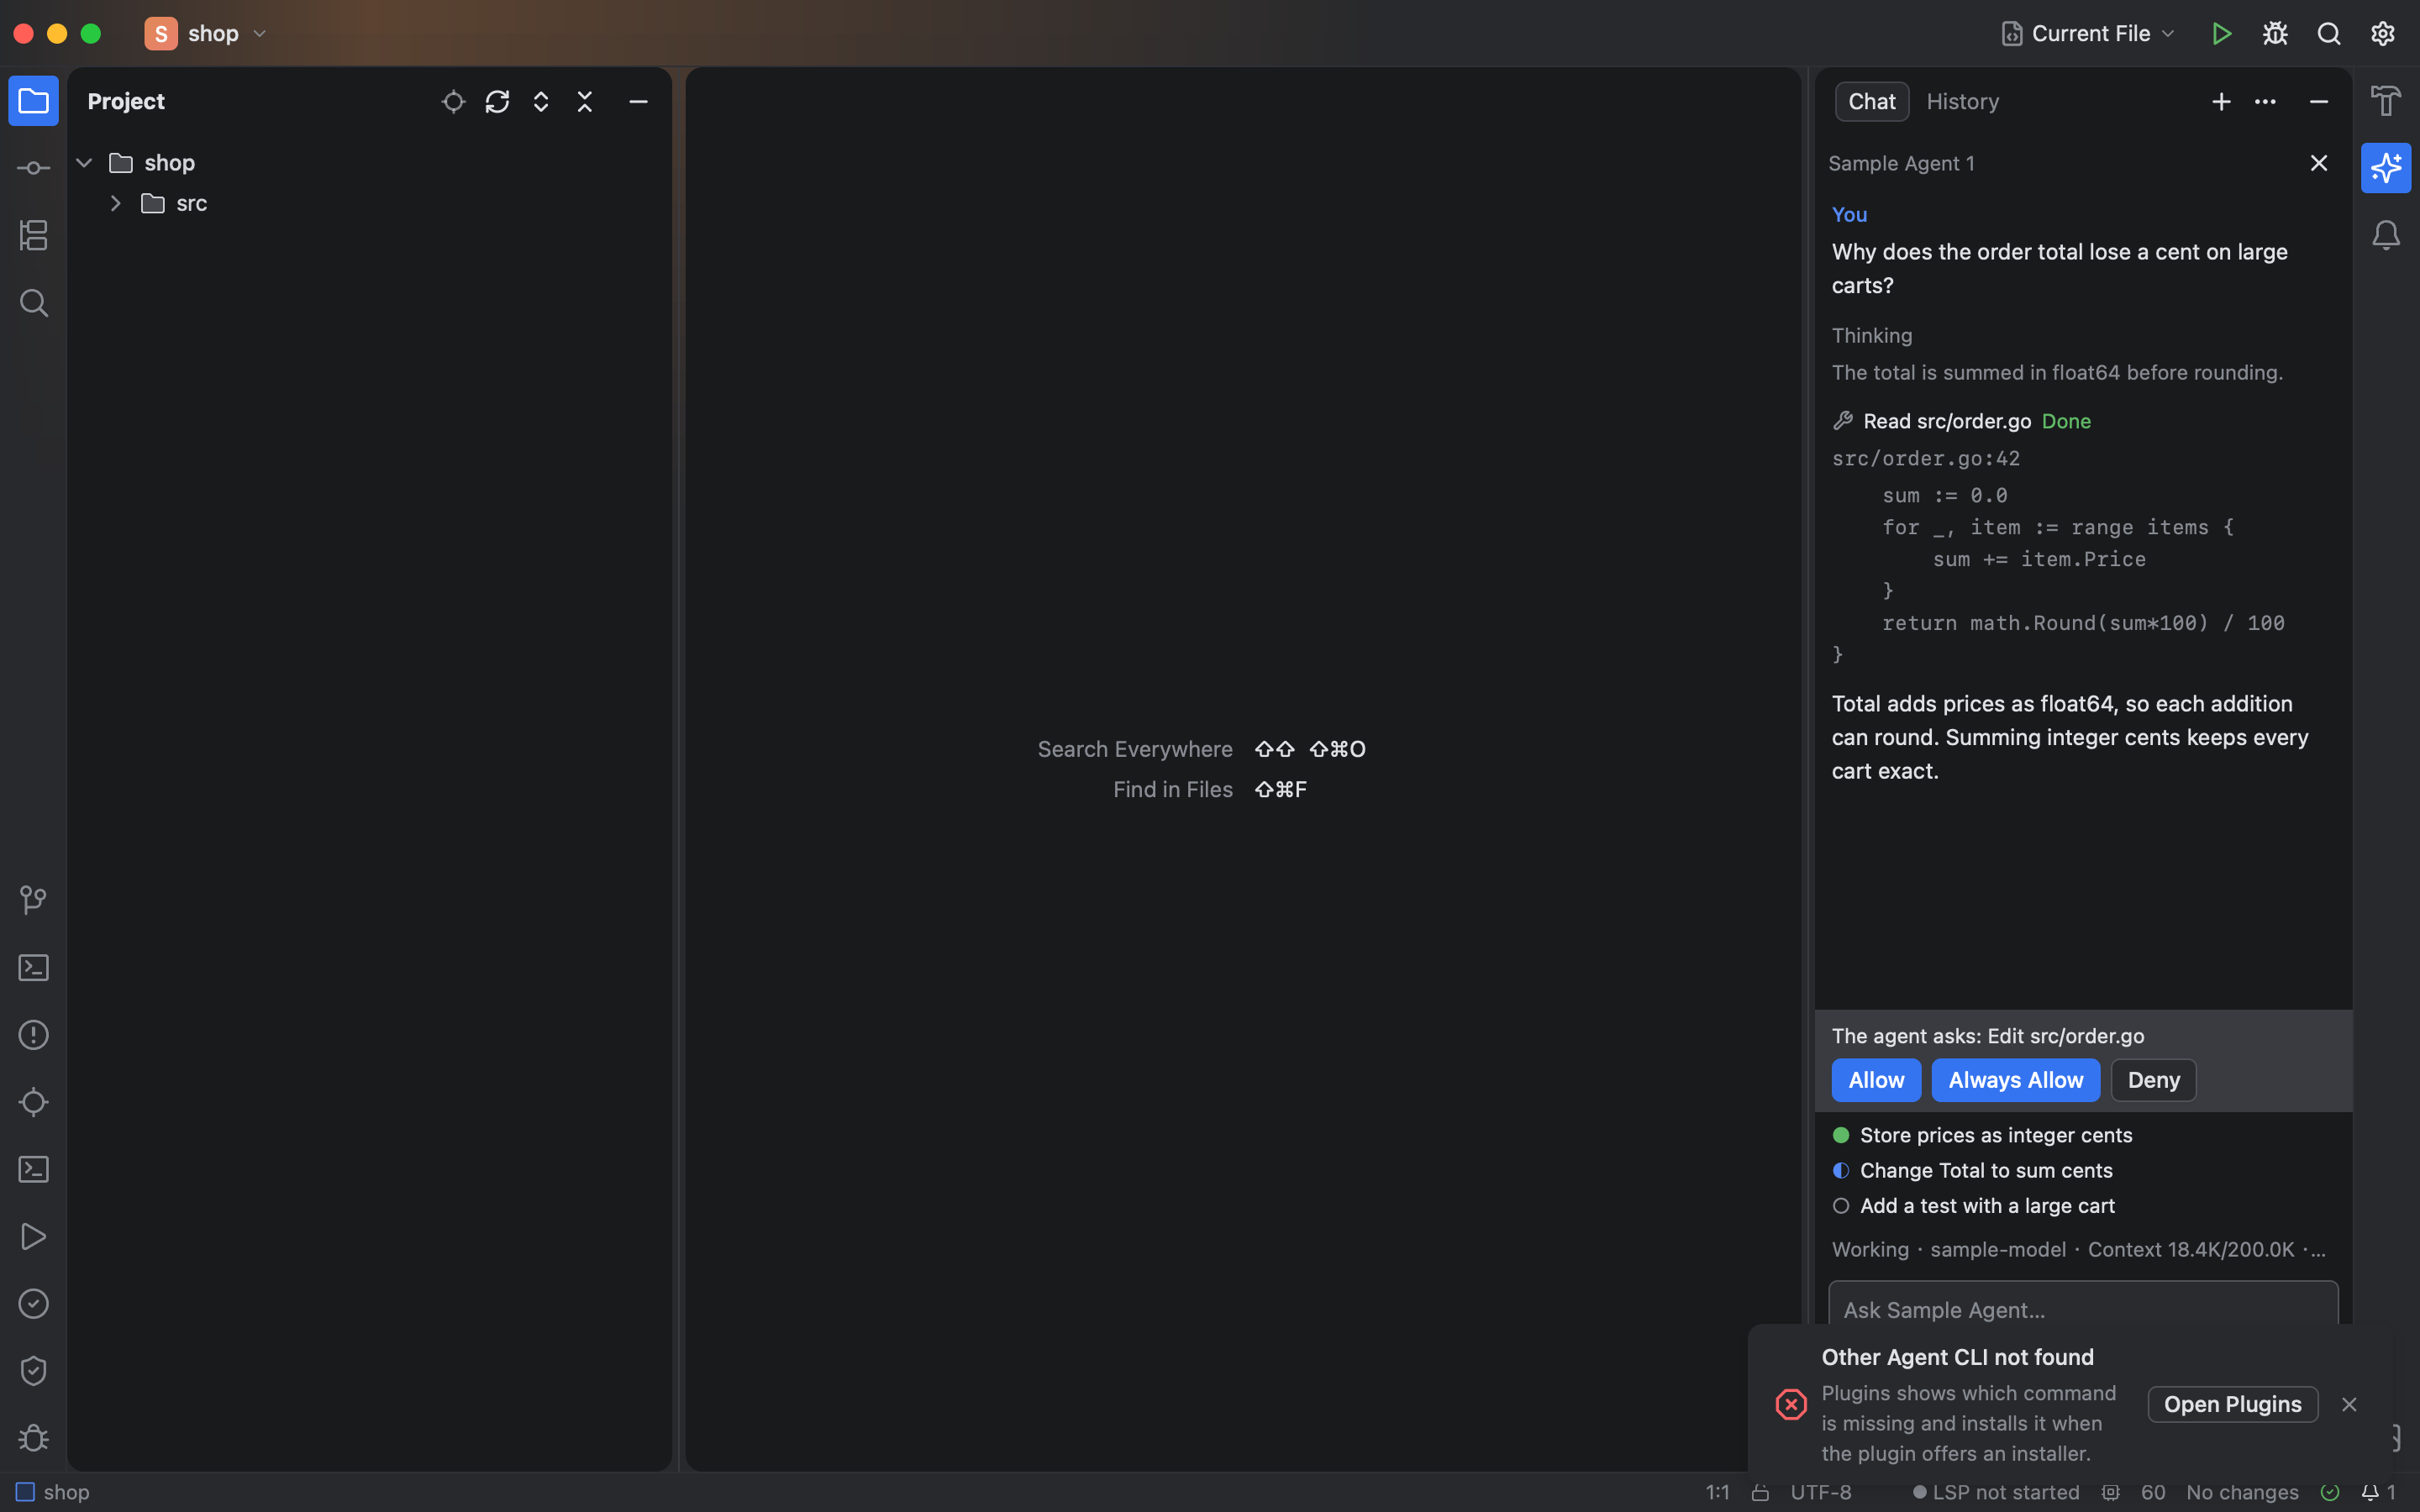 S shop
Current File
Project
shop
src
Search Everywhere ⇧⇧ ⇧⌘O
Find in Files ⇧⌘F
Chat History
Sample Agent 1
You
Why does the order total lose a cent on large
carts?
Thinking
The total is summed in float64 before rounding.
Read src/order.go Done
src/order.go:42
sum := 0.0
for _, item := range items {
sum += item.Price
}
return math.Round(sum*100) / 100
}
Total adds prices as float64, so each addition
can round. Summing integer cents keeps every
cart exact.
The agent asks: Edit src/order.go
Allow Always Allow Deny
Store prices as integer cents
Change Total to sum cents
Add a test with a large cart
Working · sample-model · Context 18.4K/200.0K ·...
Ask Sample Agent...
Other Agent CLI not found
Plugins shows which command
is missing and installs it when
the plugin offers an installer.
Open Plugins
shop
1:1 UTF-8 LSP not started 60 No changes 1